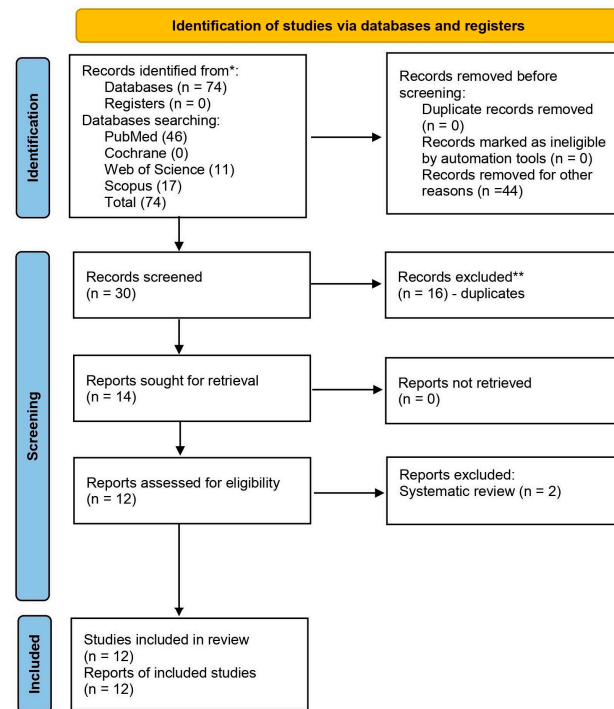 Identification of studies via databases and registers
Identification
Records identified from*:
Databases (n = 74)
Registers (n = 0)
Databases searching:
PubMed (46)
Cochrane (0)
Web of Science (11)
Scopus (17)
Total (74)
Records removed before
screening:
Duplicate records removed
(n = 0)
Records marked as ineligible
by automation tools (n = 0)
Records removed for other
reasons (n =44)
Screening
Records screened
(n = 30)
Records excluded**
(n = 16) - duplicates
Reports sought for retrieval
(n = 14)
Reports not retrieved
(n = 0)
Reports assessed for eligibility
(n = 12)
Reports excluded:
Systematic review (n = 2)
Included
Studies included in review
(n = 12)
Reports of included studies
(n = 12)